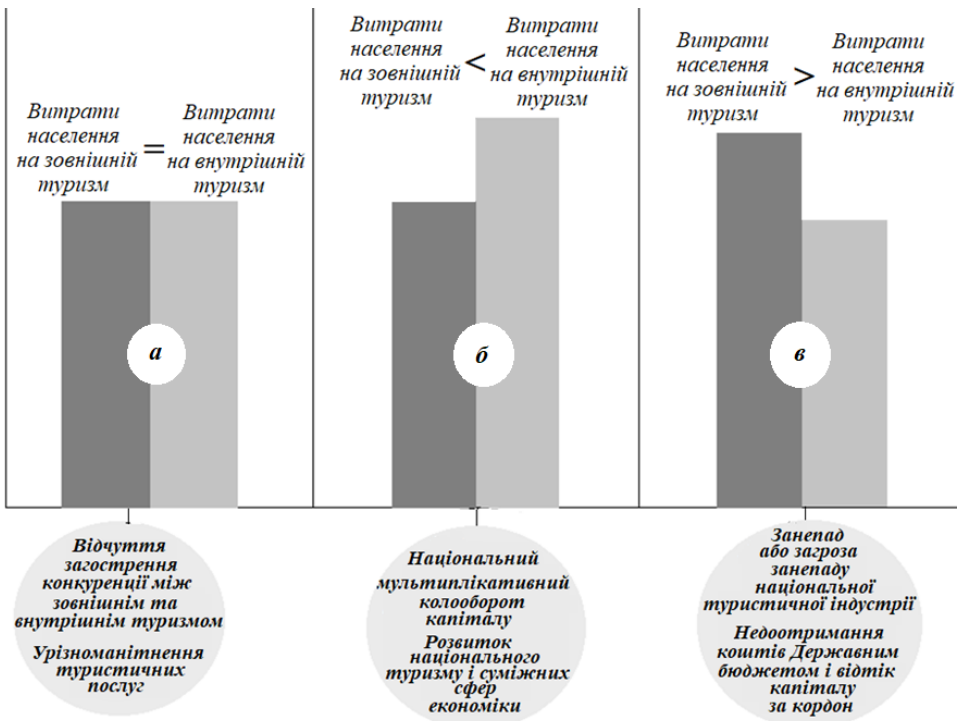 Витрати
населення
на зовнішній
туризм
=
Витрати
населення
на внутрішній
туризм
а
Відчуття
загострення
конкуренції між
зовнішнім та
внутрішнім туризмом
Урізноманітнення
туристичних
послуг
Витрати
населення
на зовнішній
туризм
<
Витрати
населення
на внутрішній
туризм
б
Національний
мультиплікативний
колооборот
капіталу
Розвиток
національного
туризму і суміжних
сфер
економіки
Витрати
населення
на зовнішній
туризм
>
Витрати
населення
на внутрішній
туризм
в
Занепад
або загроза
занепаду
національної
туристичної індустрії
Недоотримання
коштів Державним
бюджетом і відтік
капіталу
за кордон